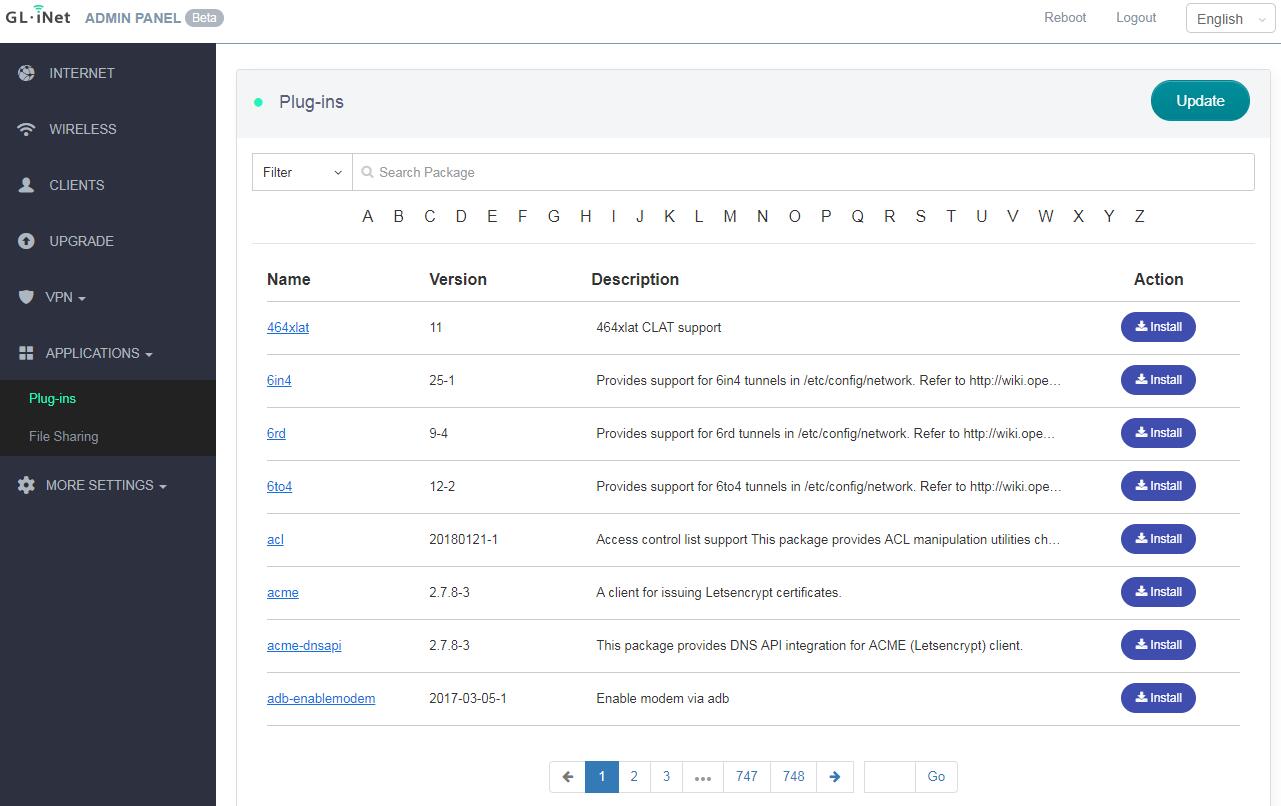 GL·iNet ADMIN PANEL Beta Reboot Logout English
INTERNET
WIRELESS
CLIENTS
UPGRADE
VPN
APPLICATIONS
Plug-ins
File Sharing
MORE SETTINGS
Plug-ins Update
Filter Search Package
A B C D E F G H I J K L M N O P Q R S T U V W X Y Z
Name Version Description Action
464xlat 11 464xlat CLAT support Install
6in4 25-1 Provides support for 6in4 tunnels in /etc/config/network. Refer to http://wiki.ope… Install
6rd 9-4 Provides support for 6rd tunnels in /etc/config/network. Refer to http://wiki.ope… Install
6to4 12-2 Provides support for 6to4 tunnels in /etc/config/network. Refer to http://wiki.ope… Install
acl 20180121-1 Access control list support This package provides ACL manipulation utilities ch… Install
acme 2.7.8-3 A client for issuing Letsencrypt certificates. Install
acme-dnsapi 2.7.8-3 This package provides DNS API integration for ACME (Letsencrypt) client. Install
adb-enablemodem 2017-03-05-1 Enable modem via adb Install
← 1 2 3 ... 747 748 → Go